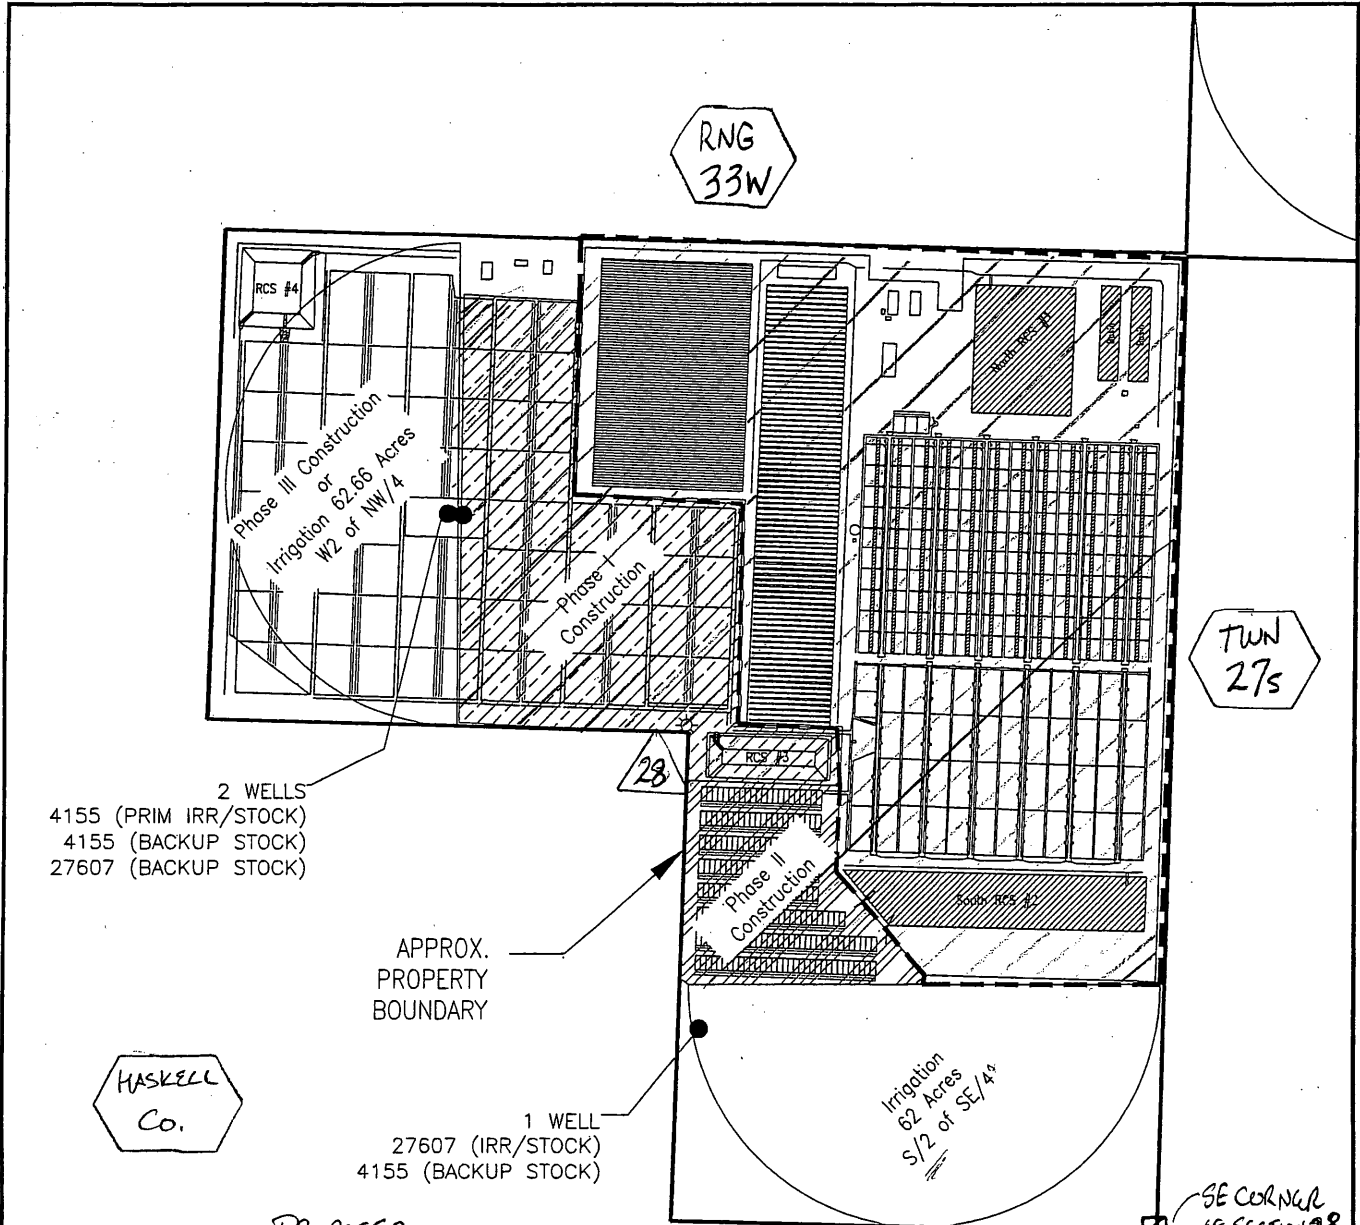 RNG
33W
RCS #4
North RCS #1
Phase III Construction
or
Irrigation 62.66 Acres
W2 of NW/4
Phase I
Construction
TWN
27s
28
RCS #3
2 WELLS
4155 (PRIM IRR/STOCK)
4155 (BACKUP STOCK)
27607 (BACKUP STOCK)
Phase II
Construction
South RCS #2
APPROX.
PROPERTY
BOUNDARY
HASKELL
Co.
Irrigation
62 Acres
S/2 of SE/4
1 WELL
27607 (IRR/STOCK)
4155 (BACKUP STOCK)
SE CORNER